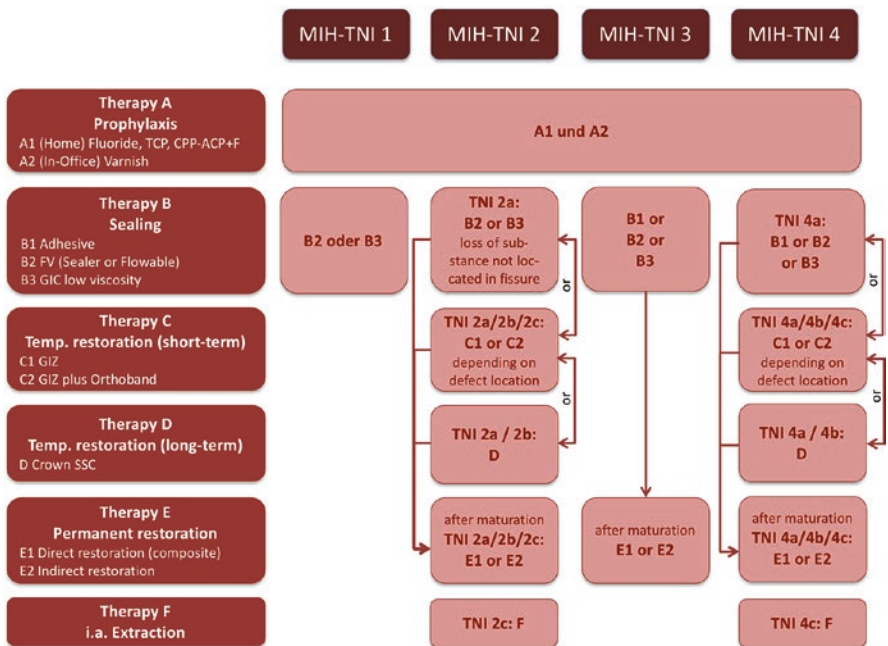 MIH-TNI 1
MIH-TNI 2
MIH-TNI 3
MIH-TNI 4
Therapy A
Prophylaxis
A1 (Home) Fluoride, TCP, CPP-ACP+F
A2 (In-Office) Varnish
A1 und A2
Therapy B
Sealing
B1 Adhesive
B2 FV (Sealer or Flowable)
B3 GIC low viscosity
B2 oder B3
TNI 2a:
B2 or B3
loss of sub-
stance not lo-
cated in fissure
B1 or
B2 or
B3
TNI 4a:
B1 or B2
or B3
or
or
Therapy C
Temp. restoration (short-term)
C1 GIZ
C2 GIZ plus Orthoband
TNI 2a/2b/2c:
C1 or C2
depending on
defect location
TNI 4a/4b/4c:
C1 or C2
depending on
defect location
or
or
Therapy D
Temp. restoration (long-term)
D Crown SSC
TNI 2a / 2b:
D
TNI 4a / 4b:
D
Therapy E
Permanent restoration
E1 Direct restoration (composite)
E2 Indirect restoration
after maturation
TNI 2a/2b/2c:
E1 or E2
after maturation
E1 or E2
after maturation
TNI 4a/4b/4c:
E1 or E2
Therapy F
i.a. Extraction
TNI 2c: F
TNI 4c: F